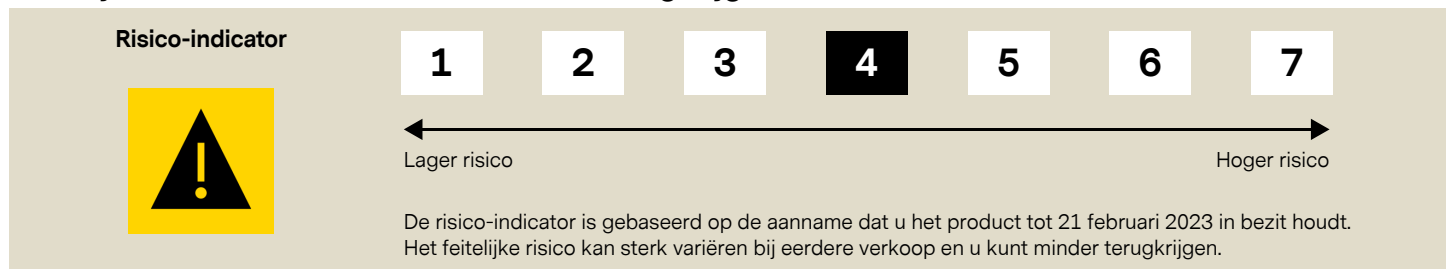 Risico-indicator
1 2 3 4 5 6 7
Lager risico Hoger risico
De risico-indicator is gebaseerd op de aanname dat u het product tot 21 februari 2023 in bezit houdt.
Het feitelijke risico kan sterk variëren bij eerdere verkoop en u kunt minder terugkrijgen.